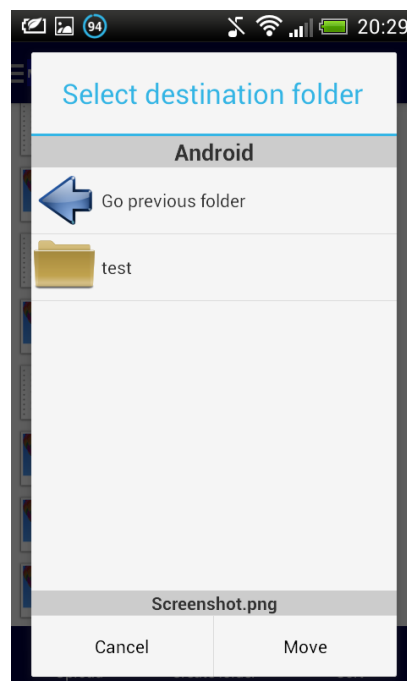 94
20:29
Select destination folder
Android
Go previous folder
test
Screenshot.png
Cancel
Move